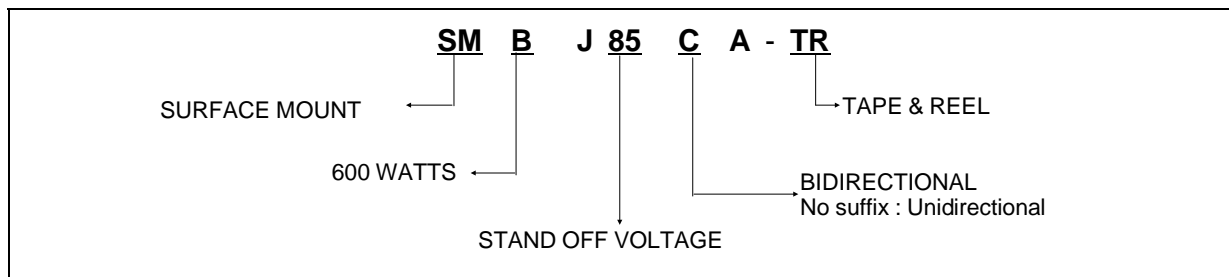 SM B J 85 C A - TR
SURFACE MOUNT
TAPE & REEL
600 WATTS
BIDIRECTIONAL
No suffix : Unidirectional
STAND OFF VOLTAGE